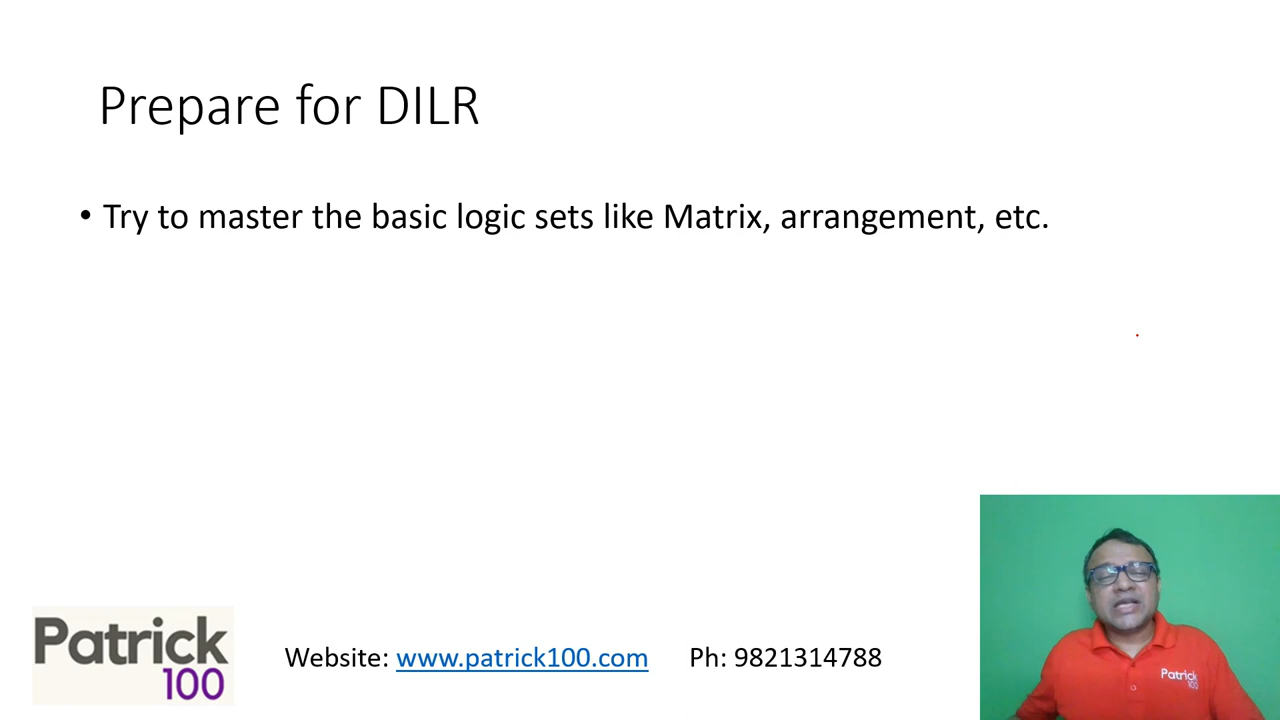 Prepare for DILR
• Try to master the basic logic sets like Matrix, arrangement, etc.
Patrick
100
Website: www.patrick100.com Ph: 9821314788
Patrick
100